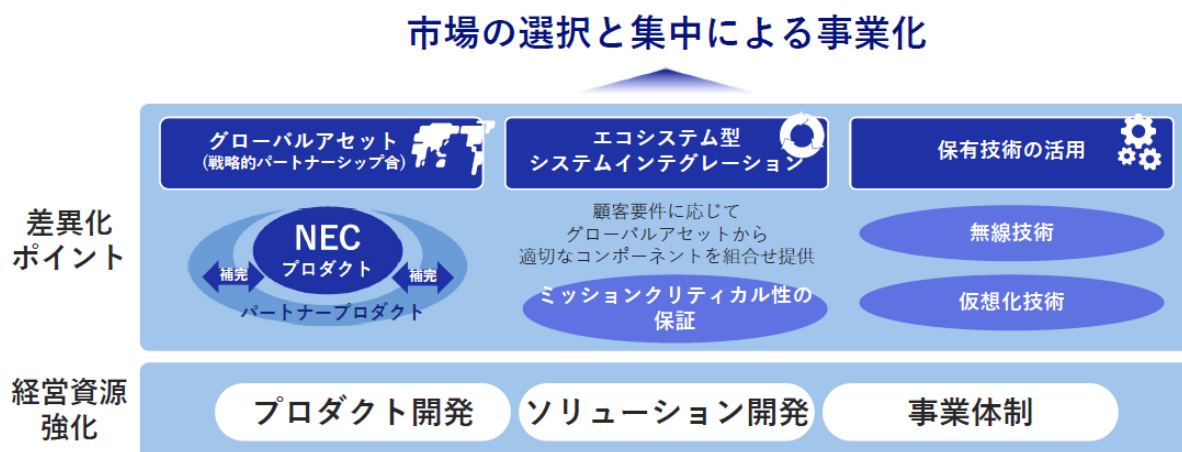 市場の選択と集中による事業化
差異化
ポイント
グローバルアセット
(戦略的パートナーシップ含)
NEC
プロダクト
補完
補完
パートナープロダクト
エコシステム型
システムインテグレーション
顧客要件に応じて
グローバルアセットから
適切なコンポーネントを組合せ提供
ミッションクリティカル性の
保証
保有技術の活用
無線技術
仮想化技術
経営資源
強化
プロダクト開発
ソリューション開発
事業体制